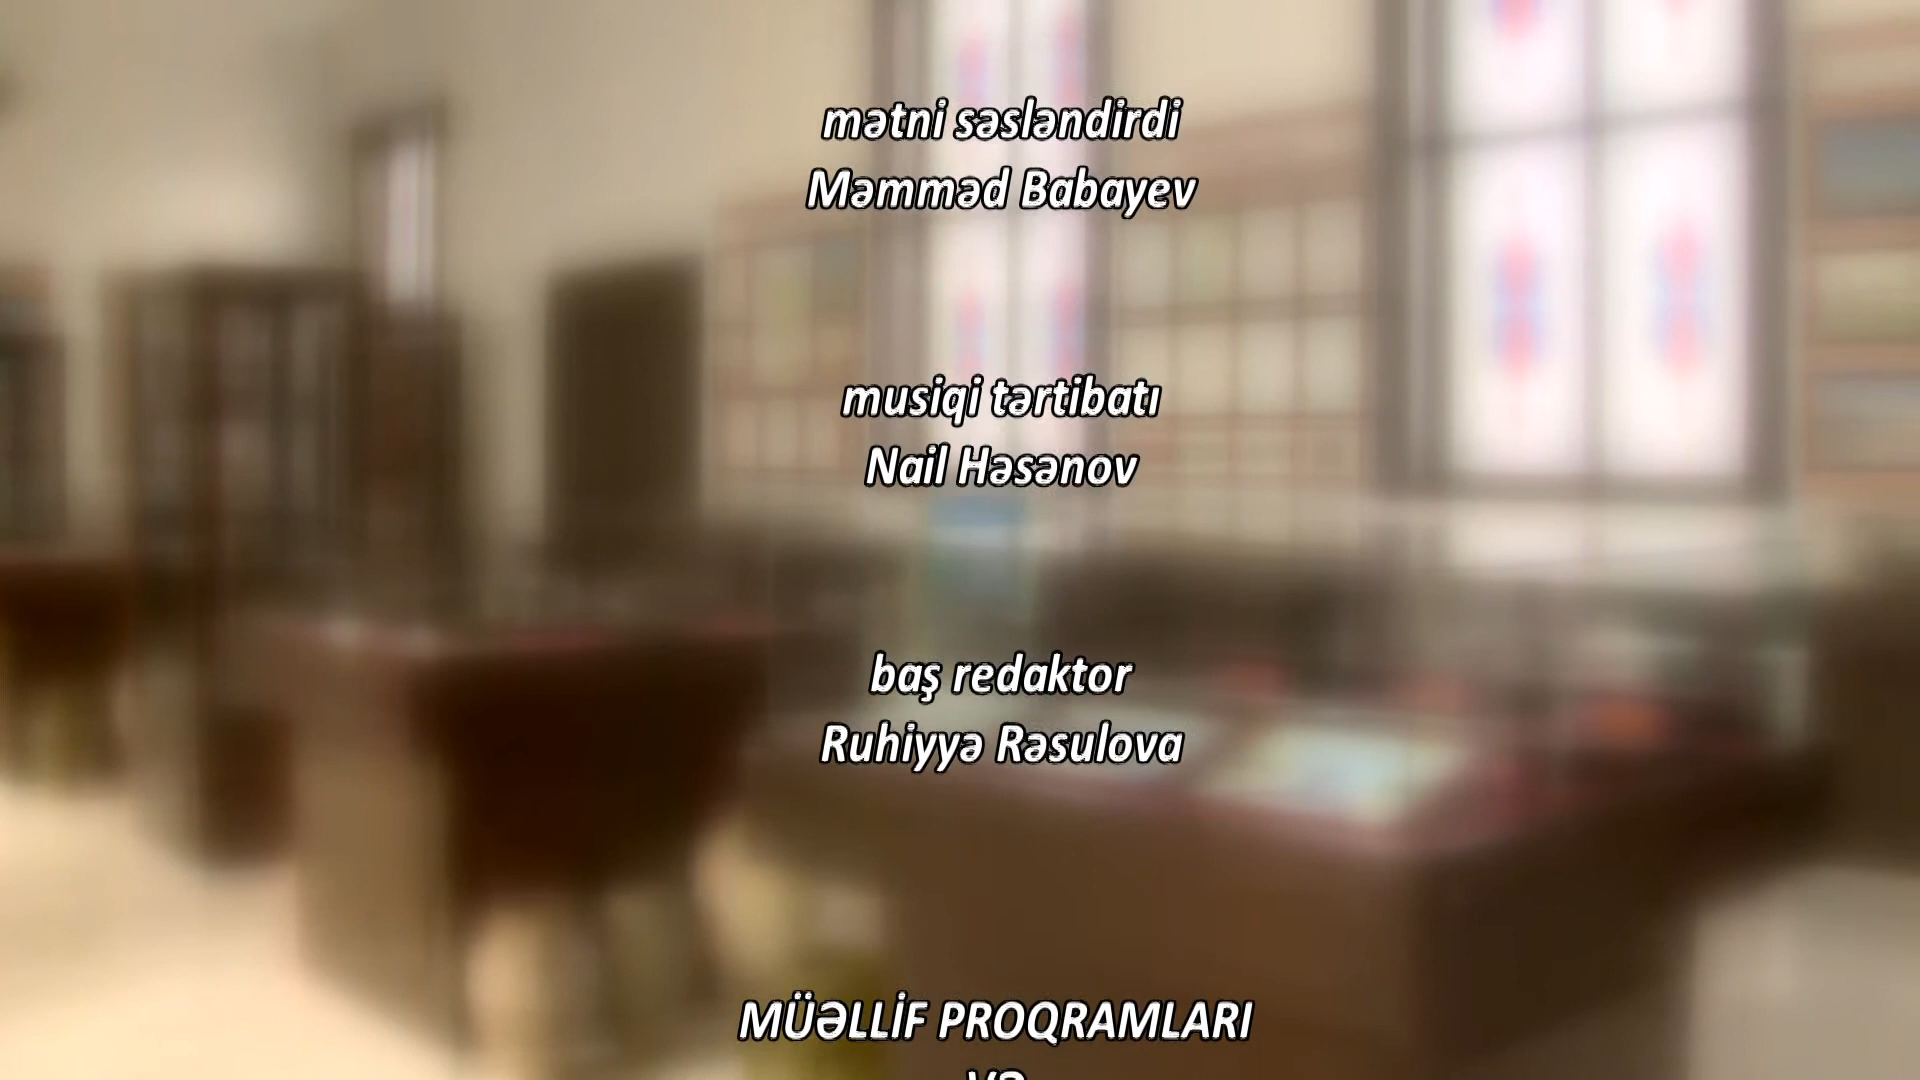 mətni səsləndirdi
Məmməd Babayev
musiqi tərtibatı
Nail Həsənov
baş redaktor
Ruhiyyə Rəsulova
MÜƏLLİF PROQRAMLARI